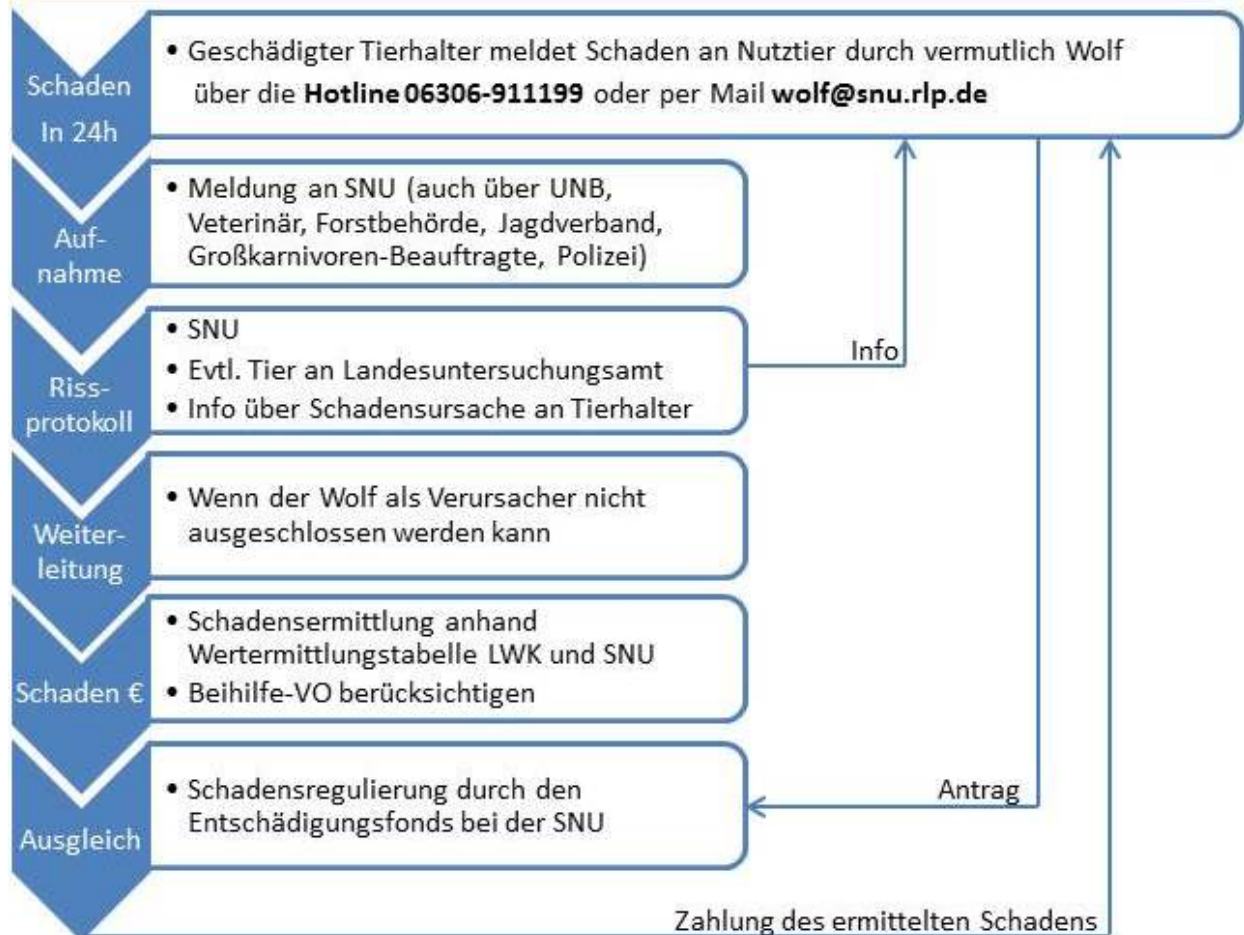 Schaden
In 24h
• Geschädigter Tierhalter meldet Schaden an Nutztier durch vermutlich Wolf
über die Hotline 06306-911199 oder per Mail wolf@snu.rlp.de
Auf-
nahme
• Meldung an SNU (auch über UNB,
Veterinär, Forstbehörde, Jagdverband,
Großkarnivoren-Beauftragte, Polizei)
Riss-
protokoll
• SNU
• Evtl. Tier an Landesuntersuchungsamt
• Info über Schadensursache an Tierhalter
Info
Weiter-
leitung
• Wenn der Wolf als Verursacher nicht
ausgeschlossen werden kann
Schaden €
• Schadensermittlung anhand
Wertermittlungstabelle LWK und SNU
• Beihilfe-VO berücksichtigen
Ausgleich
• Schadensregulierung durch den
Entschädigungsfonds bei der SNU
Antrag
Zahlung des ermittelten Schadens